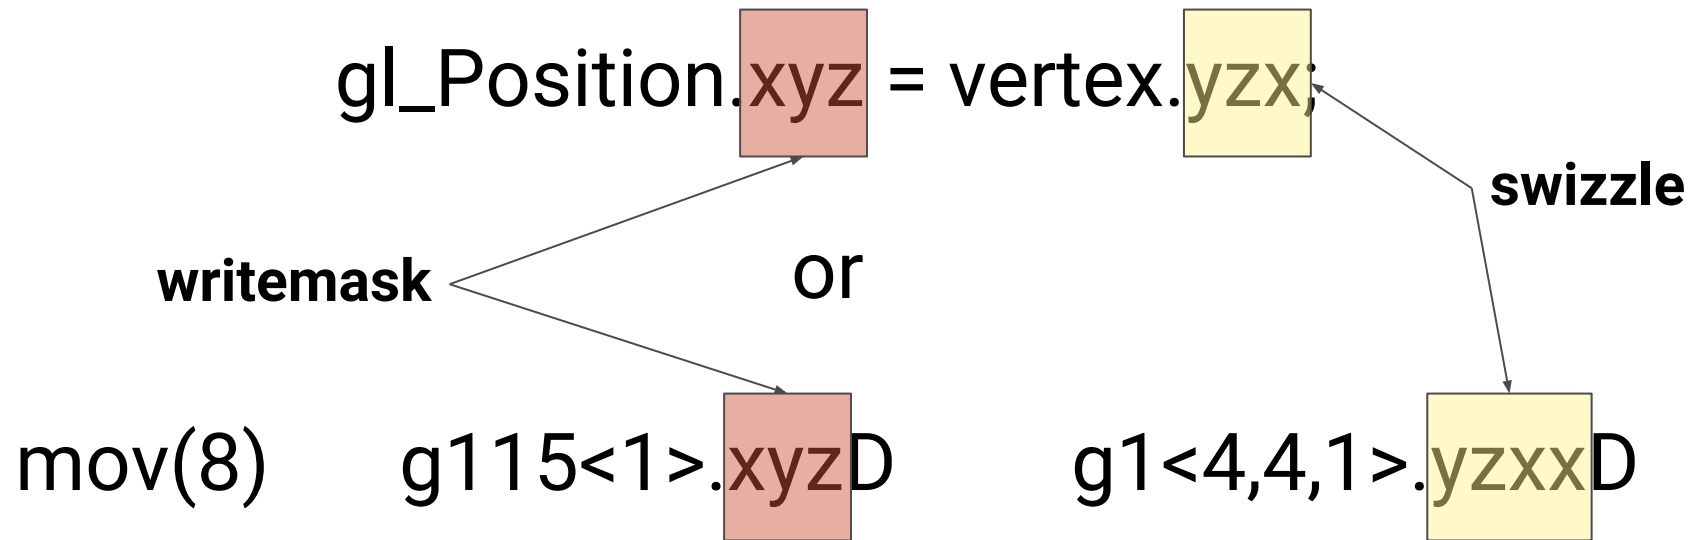 gl_Position.xyz = vertex.yzx;
swizzle
writemask
or
mov(8) g115<1>.xyzD g1<4,4,1>.yzxxD